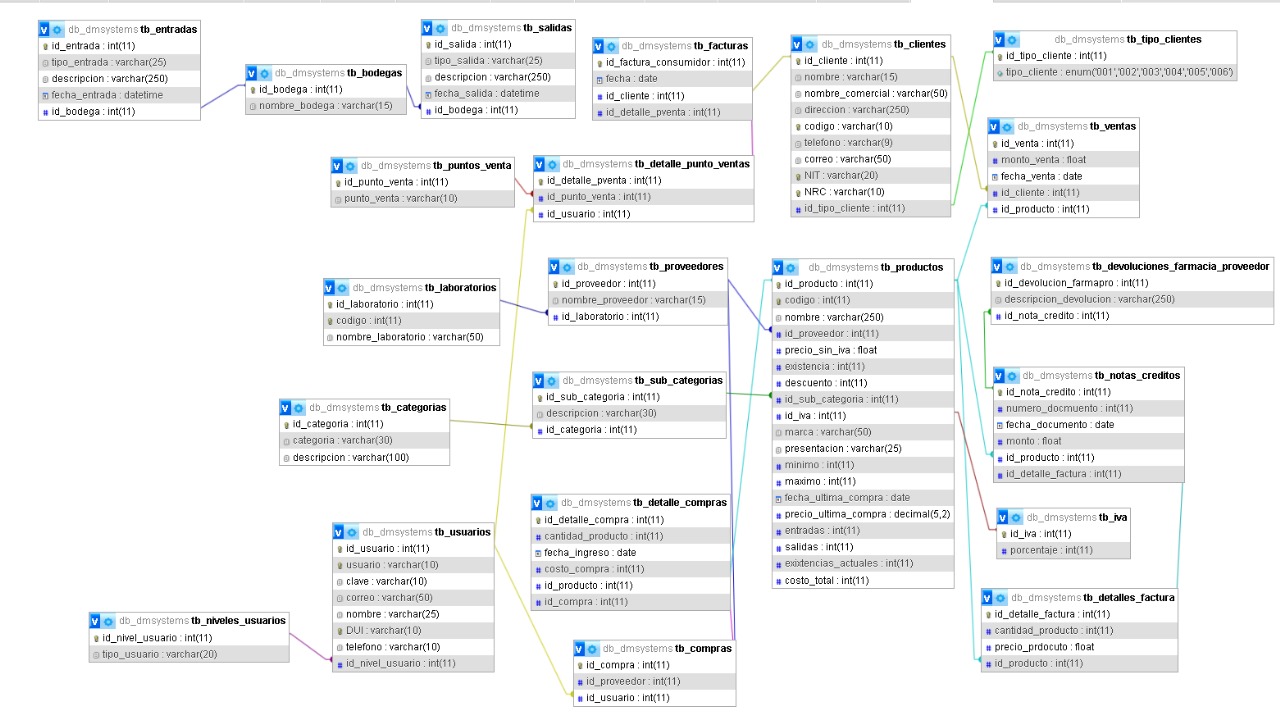 db_dmsystems tb_entradas
id_entrada : int(11)
tipo_entrada : varchar(25)
descripcion : varchar(250)
fecha_entrada : datetime
id_bodega : int(11)
db_dmsystems tb_bodegas
id_bodega : int(11)
nombre_bodega : varchar(15)
db_dmsystems tb_salidas
id_salida : int(11)
tipo_salida : varchar(25)
descripcion : varchar(250)
fecha_salida : datetime
id_bodega : int(11)
db_dmsystems tb_facturas
id_factura_consumidor : int(11)
fecha : date
id_cliente : int(11)
id_detalle_pventa : int(11)
db_dmsystems tb_clientes
id_cliente : int(11)
nombre : varchar(15)
nombre_comercial : varchar(50)
direccion : varchar(250)
codigo : varchar(10)
telefono : varchar(9)
correo : varchar(50)
NIT : varchar(20)
NRC : varchar(10)
id_tipo_cliente : int(11)
db_dmsystems tb_tipo_clientes
id_tipo_cliente : int(11)
tipo_cliente : enum('001','002','003','004','005','006')
db_dmsystems tb_ventas
id_venta : int(11)
monto_venta : float
fecha_venta : date
id_cliente : int(11)
id_producto : int(11)
db_dmsystems tb_puntos_venta
id_punto_venta : int(11)
punto_venta : varchar(10)
db_dmsystems tb_detalle_punto_ventas
id_detalle_pventa : int(11)
id_punto_venta : int(11)
id_usuario : int(11)
db_dmsystems tb_laboratorios
id_laboratorio : int(11)
codigo : int(11)
nombre_laboratorio : varchar(50)
db_dmsystems tb_proveedores
id_proveedor : int(11)
nombre_proveedor : varchar(15)
id_laboratorio : int(11)
db_dmsystems tb_productos
id_producto : int(11)
codigo : int(11)
nombre : varchar(250)
id_proveedor : int(11)
precio_sin_iva : float
existencia : int(11)
descuento : int(11)
id_sub_categoria : int(11)
id_iva : int(11)
marca : varchar(50)
presentacion : varchar(25)
minimo : int(11)
maximo : int(11)
fecha_ultima_compra : date
precio_ultima_compra : decimal(5,2)
entradas : int(11)
salidas : int(11)
exixtencias_actuales : int(11)
costo_total : int(11)
db_dmsystems tb_devoluciones_farmacia_proveedor
id_devolucion_farmapro : int(11)
descripcion_devolucion : varchar(250)
id_nota_credito : int(11)
db_dmsystems tb_notas_creditos
id_nota_credito : int(11)
numero_docmuento : int(11)
fecha_documento : date
monto : float
id_producto : int(11)
id_detalle_factura : int(11)
db_dmsystems tb_categorias
id_categoria : int(11)
categoria : varchar(30)
descripcion : varchar(100)
db_dmsystems tb_sub_categorias
id_sub_categoria : int(11)
descripcion : varchar(30)
id_categoria : int(11)
db_dmsystems tb_detalle_compras
id_detalle_compra : int(11)
cantidad_producto : int(11)
fecha_ingreso : date
costo_compra : int(11)
id_producto : int(11)
id_compra : int(11)
db_dmsystems tb_iva
id_iva : int(11)
porcentaje : int(11)
db_dmsystems tb_usuarios
id_usuario : int(11)
usuario : varchar(10)
clave : varchar(10)
correo : varchar(50)
nombre : varchar(25)
DUI : varchar(10)
telefono : varchar(10)
id_nivel_usuario : int(11)
db_dmsystems tb_niveles_usuarios
id_nivel_usuario : int(11)
tipo_usuario : varchar(20)
db_dmsystems tb_compras
id_compra : int(11)
id_proveedor : int(11)
id_usuario : int(11)
db_dmsystems tb_detalles_factura
id_detalle_factura : int(11)
cantidad_producto : int(11)
precio_prdocuto : float
id_producto : int(11)